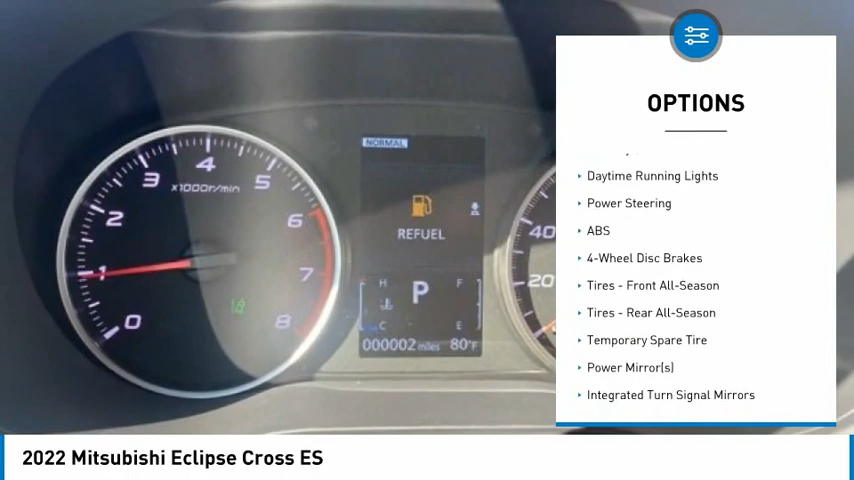 NORMAL
0
1
2
3
4
5
6
7
8
x1000r/min
REFUEL
H
F
P
C
E
000002 miles 80°F
40
20
OPTIONS
Daytime Running Lights
Power Steering
ABS
4-Wheel Disc Brakes
Tires - Front All-Season
Tires - Rear All-Season
Temporary Spare Tire
Power Mirror(s)
Integrated Turn Signal Mirrors
2022 Mitsubishi Eclipse Cross ES